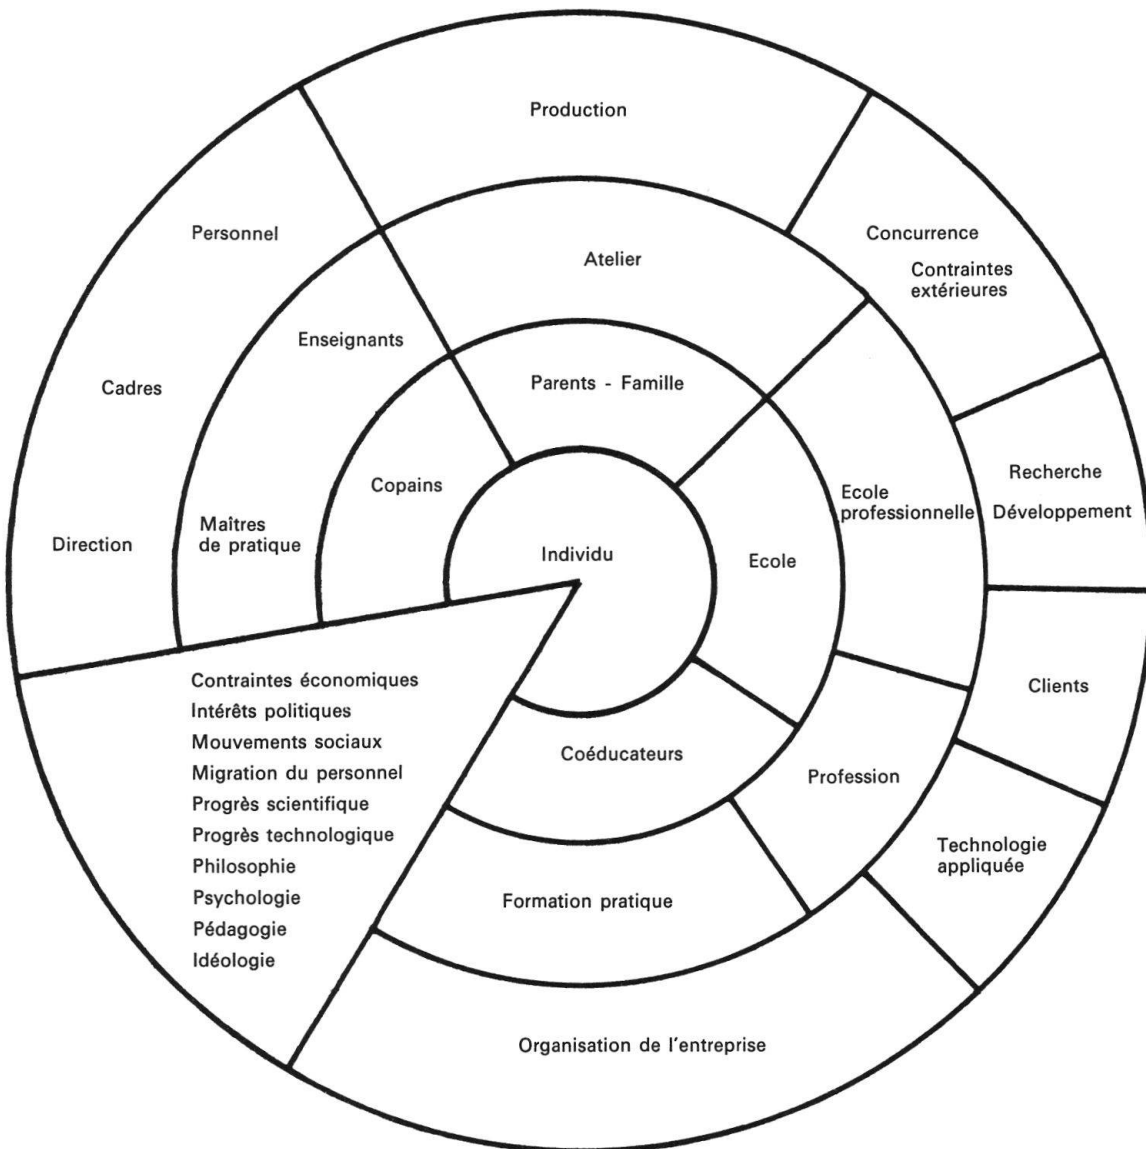 Production
Personnel
Concurrence
Contraintes
extérieures
Atelier
Enseignants
Cadres
Parents - Famille
Copains
Recherche
Développement
Ecole
professionnelle
Maîtres
de pratique
Direction
Individu
Ecole
Contraintes économiques
Intérêts politiques
Mouvements sociaux
Migration du personnel
Progrès scientifique
Progrès technologique
Philosophie
Psychologie
Pédagogie
Idéologie
Clients
Coéducateurs
Profession
Technologie
appliquée
Formation pratique
Organisation de l'entreprise